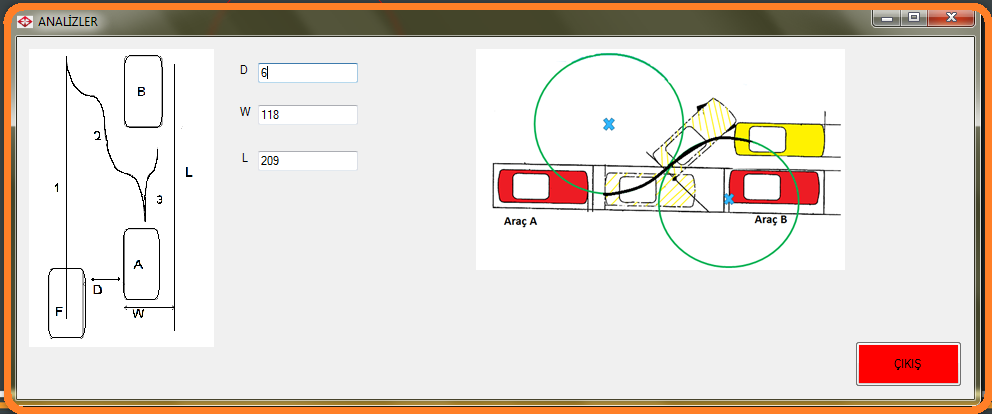 ANALİZLER
B
2
L
1
3
A
D
F
W
D
6
W
118
L
209
Araç A
Araç B
ÇIKIŞ